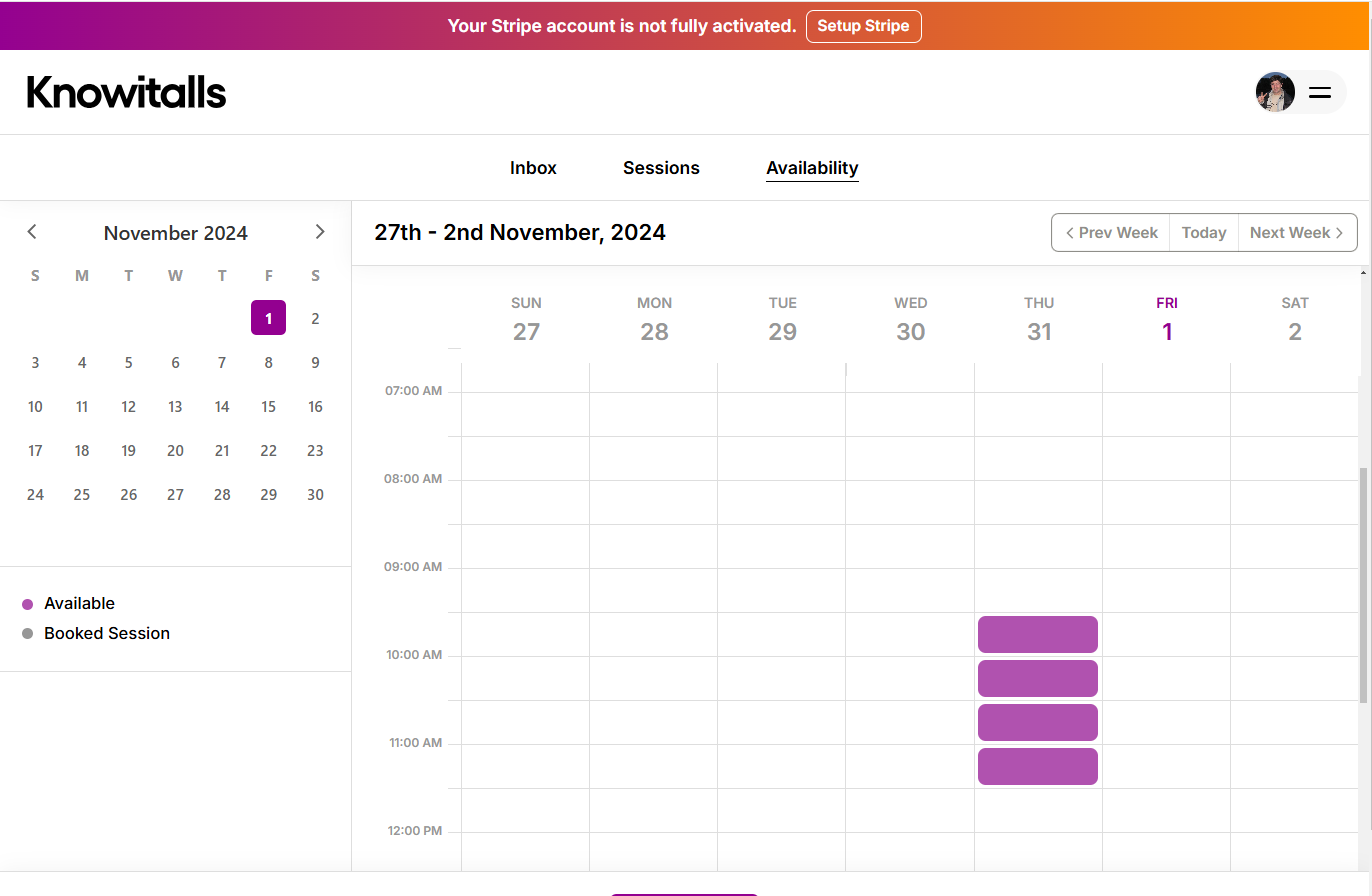 Your Stripe account is not fully activated. Setup Stripe
Knowitalls
Inbox Sessions Availability
November 2024
S M T W T F S
1 2
3 4 5 6 7 8 9
10 11 12 13 14 15 16
17 18 19 20 21 22 23
24 25 26 27 28 29 30
Available
Booked Session
27th - 2nd November, 2024
Prev Week Today Next Week
SUN MON TUE WED THU FRI SAT
27 28 29 30 31 1 2
07:00 AM
08:00 AM
09:00 AM
10:00 AM
11:00 AM
12:00 PM